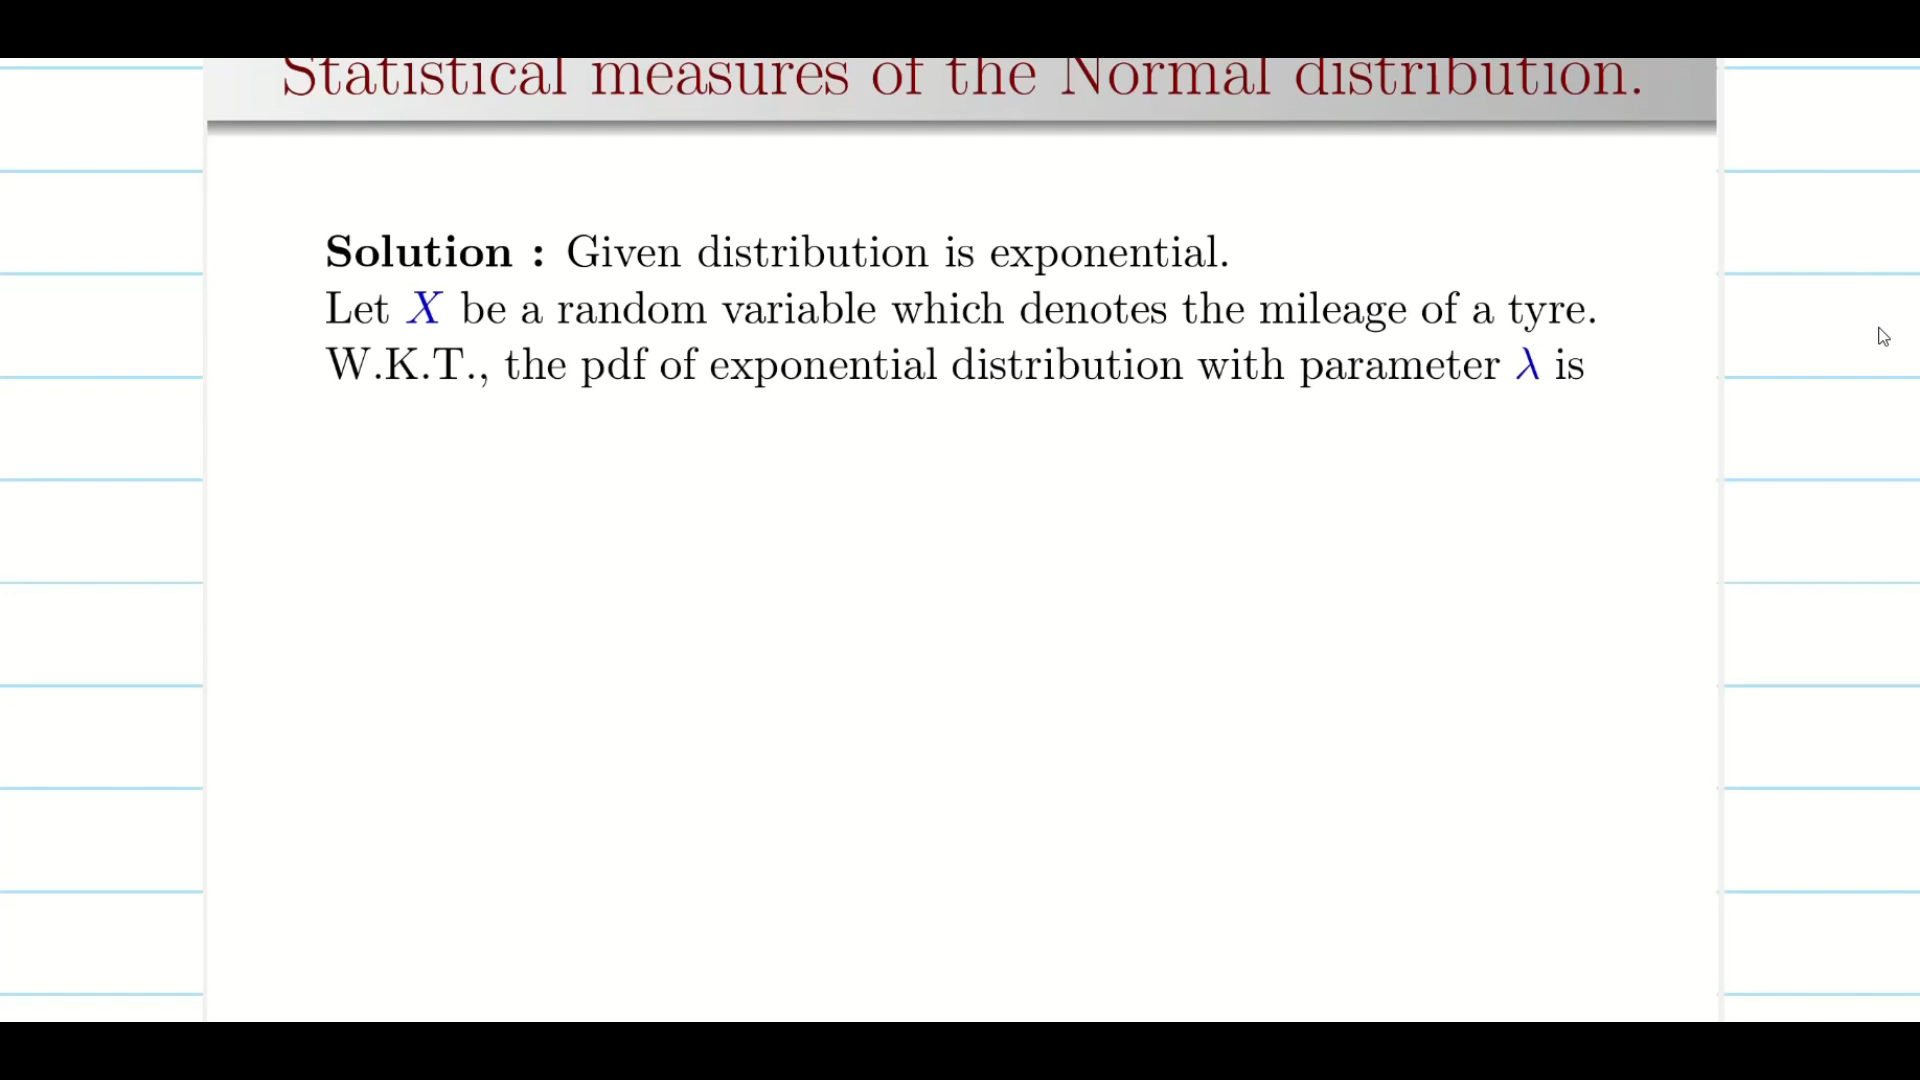 Statistical measures of the Normal distribution.
Solution : Given distribution is exponential.
Let X be a random variable which denotes the mileage of a tyre.
W.K.T., the pdf of exponential distribution with parameter λ is